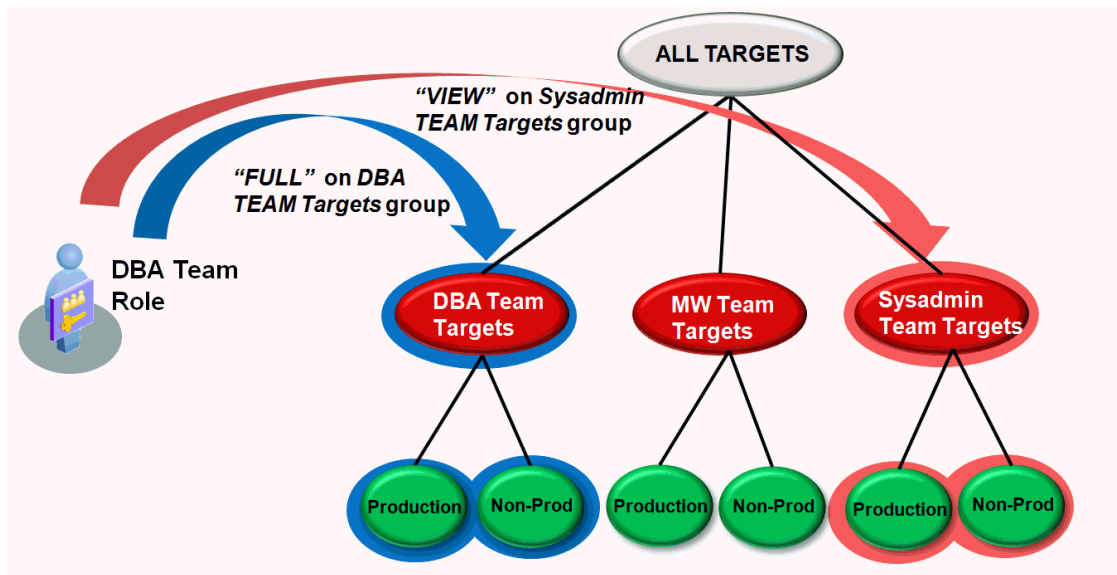 ALL TARGETS
“VIEW” on Sysadmin
TEAM Targets group
“FULL” on DBA
TEAM Targets group
DBA Team
Role
DBA Team
Targets
MW Team
Targets
Sysadmin
Team Targets
Production
Non-Prod
Production
Non-Prod
Production
Non-Prod